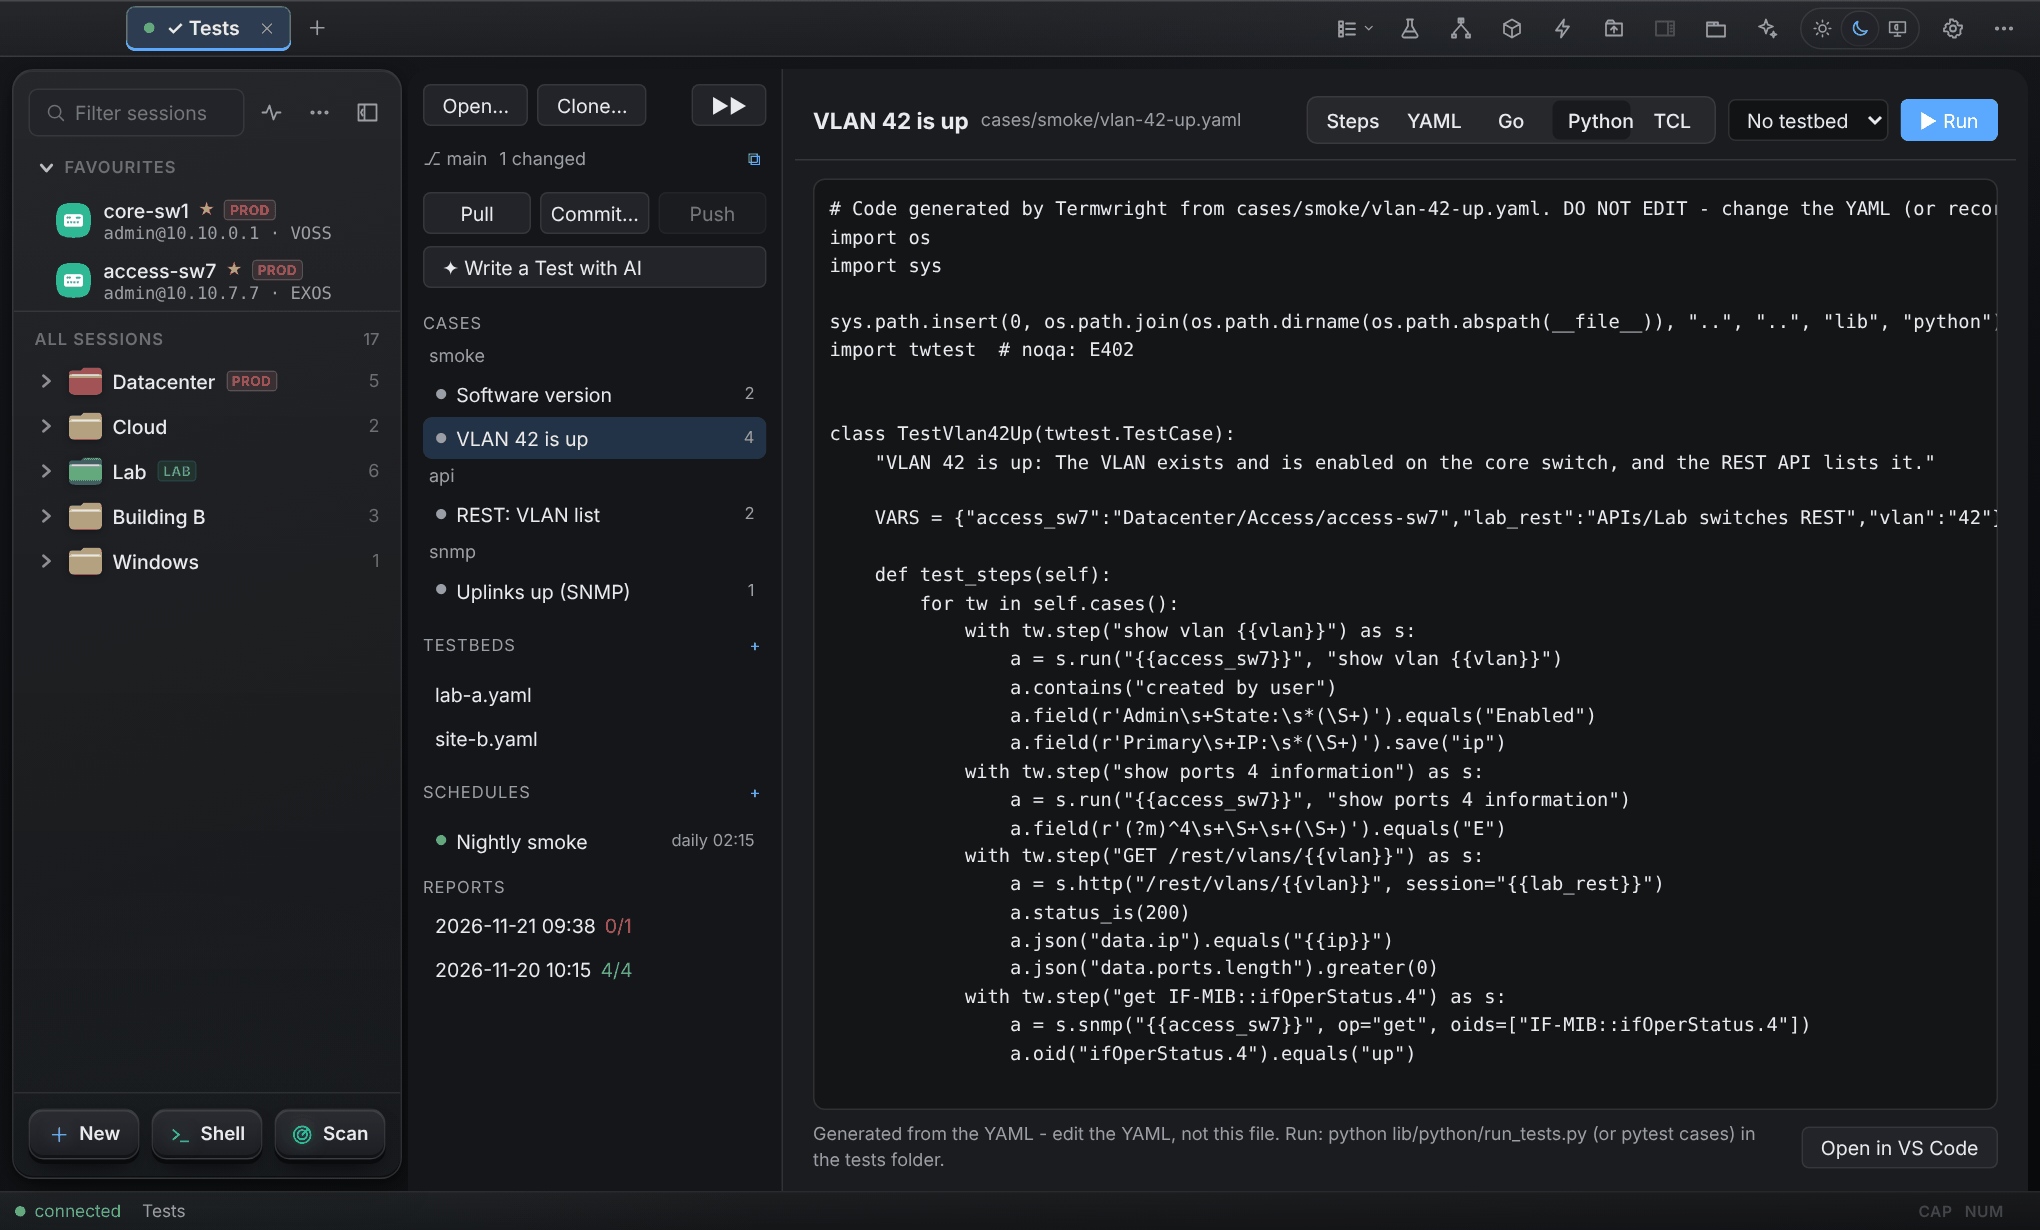 ✓ Tests
Filter sessions
FAVOURITES
core-sw1 ★ PROD
admin@10.10.0.1 · VOSS
access-sw7 ★ PROD
admin@10.10.7.7 · EXOS
ALL SESSIONS 17
Datacenter PROD 5
Cloud 2
Lab LAB 6
Building B 3
Windows 1
New
Shell
Scan
Open...
Clone...
main 1 changed
Pull
Commit...
Push
✦ Write a Test with AI
CASES
smoke
Software version 2
VLAN 42 is up 4
api
REST: VLAN list 2
snmp
Uplinks up (SNMP) 1
TESTBEDS +
lab-a.yaml
site-b.yaml
SCHEDULES +
Nightly smoke daily 02:15
REPORTS
2026-11-21 09:38 0/1
2026-11-20 10:15 4/4
VLAN 42 is up cases/smoke/vlan-42-up.yaml
Steps YAML Go Python TCL
No testbed
▶ Run
# Code generated by Termwright from cases/smoke/vlan-42-up.yaml. DO NOT EDIT - change the YAML (or recor
import os
import sys
sys.path.insert(0, os.path.join(os.path.dirname(os.path.abspath(__file__)), "..", "..", "lib", "python")
import twtest  # noqa: E402
class TestVlan42Up(twtest.TestCase):
    "VLAN 42 is up: The VLAN exists and is enabled on the core switch, and the REST API lists it."
    VARS = {"access_sw7":"Datacenter/Access/access-sw7","lab_rest":"APIs/Lab switches REST","vlan":"42"}
    def test_steps(self):
        for tw in self.cases():
            with tw.step("show vlan {{vlan}}") as s:
                a = s.run("{{access_sw7}}", "show vlan {{vlan}}")
                a.contains("created by user")
                a.field(r'Admin\s+State:\s*(\S+)').equals("Enabled")
                a.field(r'Primary\s+IP:\s*(\S+)').save("ip")
            with tw.step("show ports 4 information") as s:
                a = s.run("{{access_sw7}}", "show ports 4 information")
                a.field(r'(?m)^4\s+\S+\s+(\S+)').equals("E")
            with tw.step("GET /rest/vlans/{{vlan}}") as s:
                a = s.http("/rest/vlans/{{vlan}}", session="{{lab_rest}}")
                a.status_is(200)
                a.json("data.ip").equals("{{ip}}")
                a.json("data.ports.length").greater(0)
            with tw.step("get IF-MIB::ifOperStatus.4") as s:
                a = s.snmp("{{access_sw7}}", op="get", oids=["IF-MIB::ifOperStatus.4"])
                a.oid("ifOperStatus.4").equals("up")
Generated from the YAML - edit the YAML, not this file. Run: python lib/python/run_tests.py (or pytest cases) in
the tests folder.
Open in VS Code
connected Tests
CAP NUM